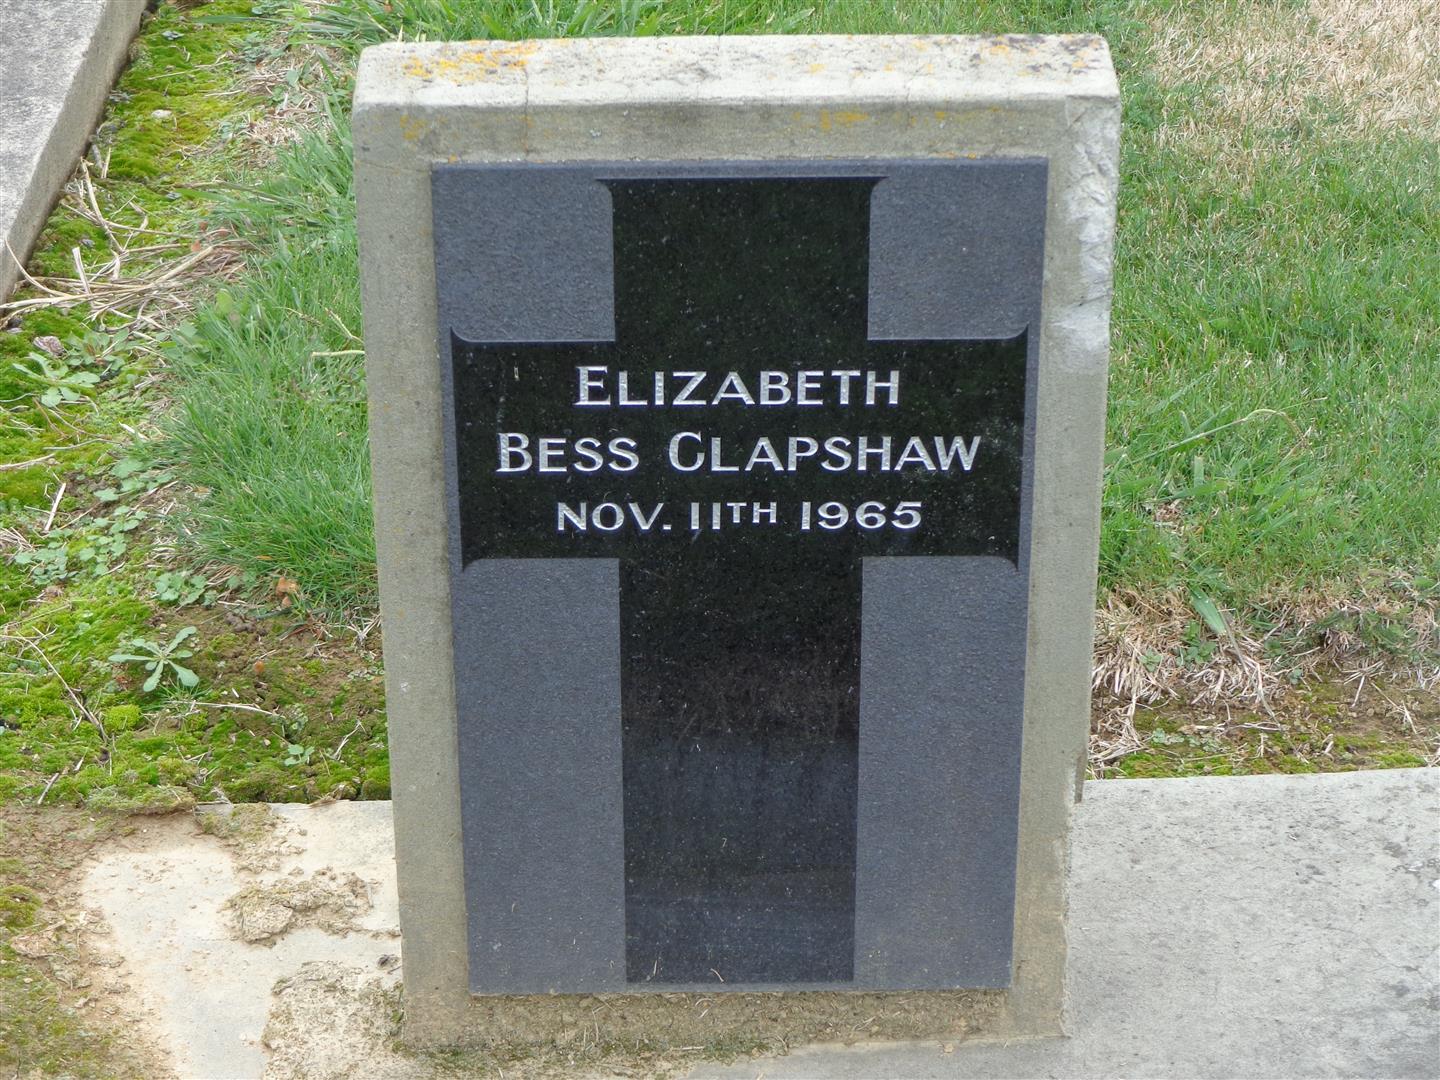 ELIZABETH
BESS CLAPSHAW
NOV. 11TH 1965